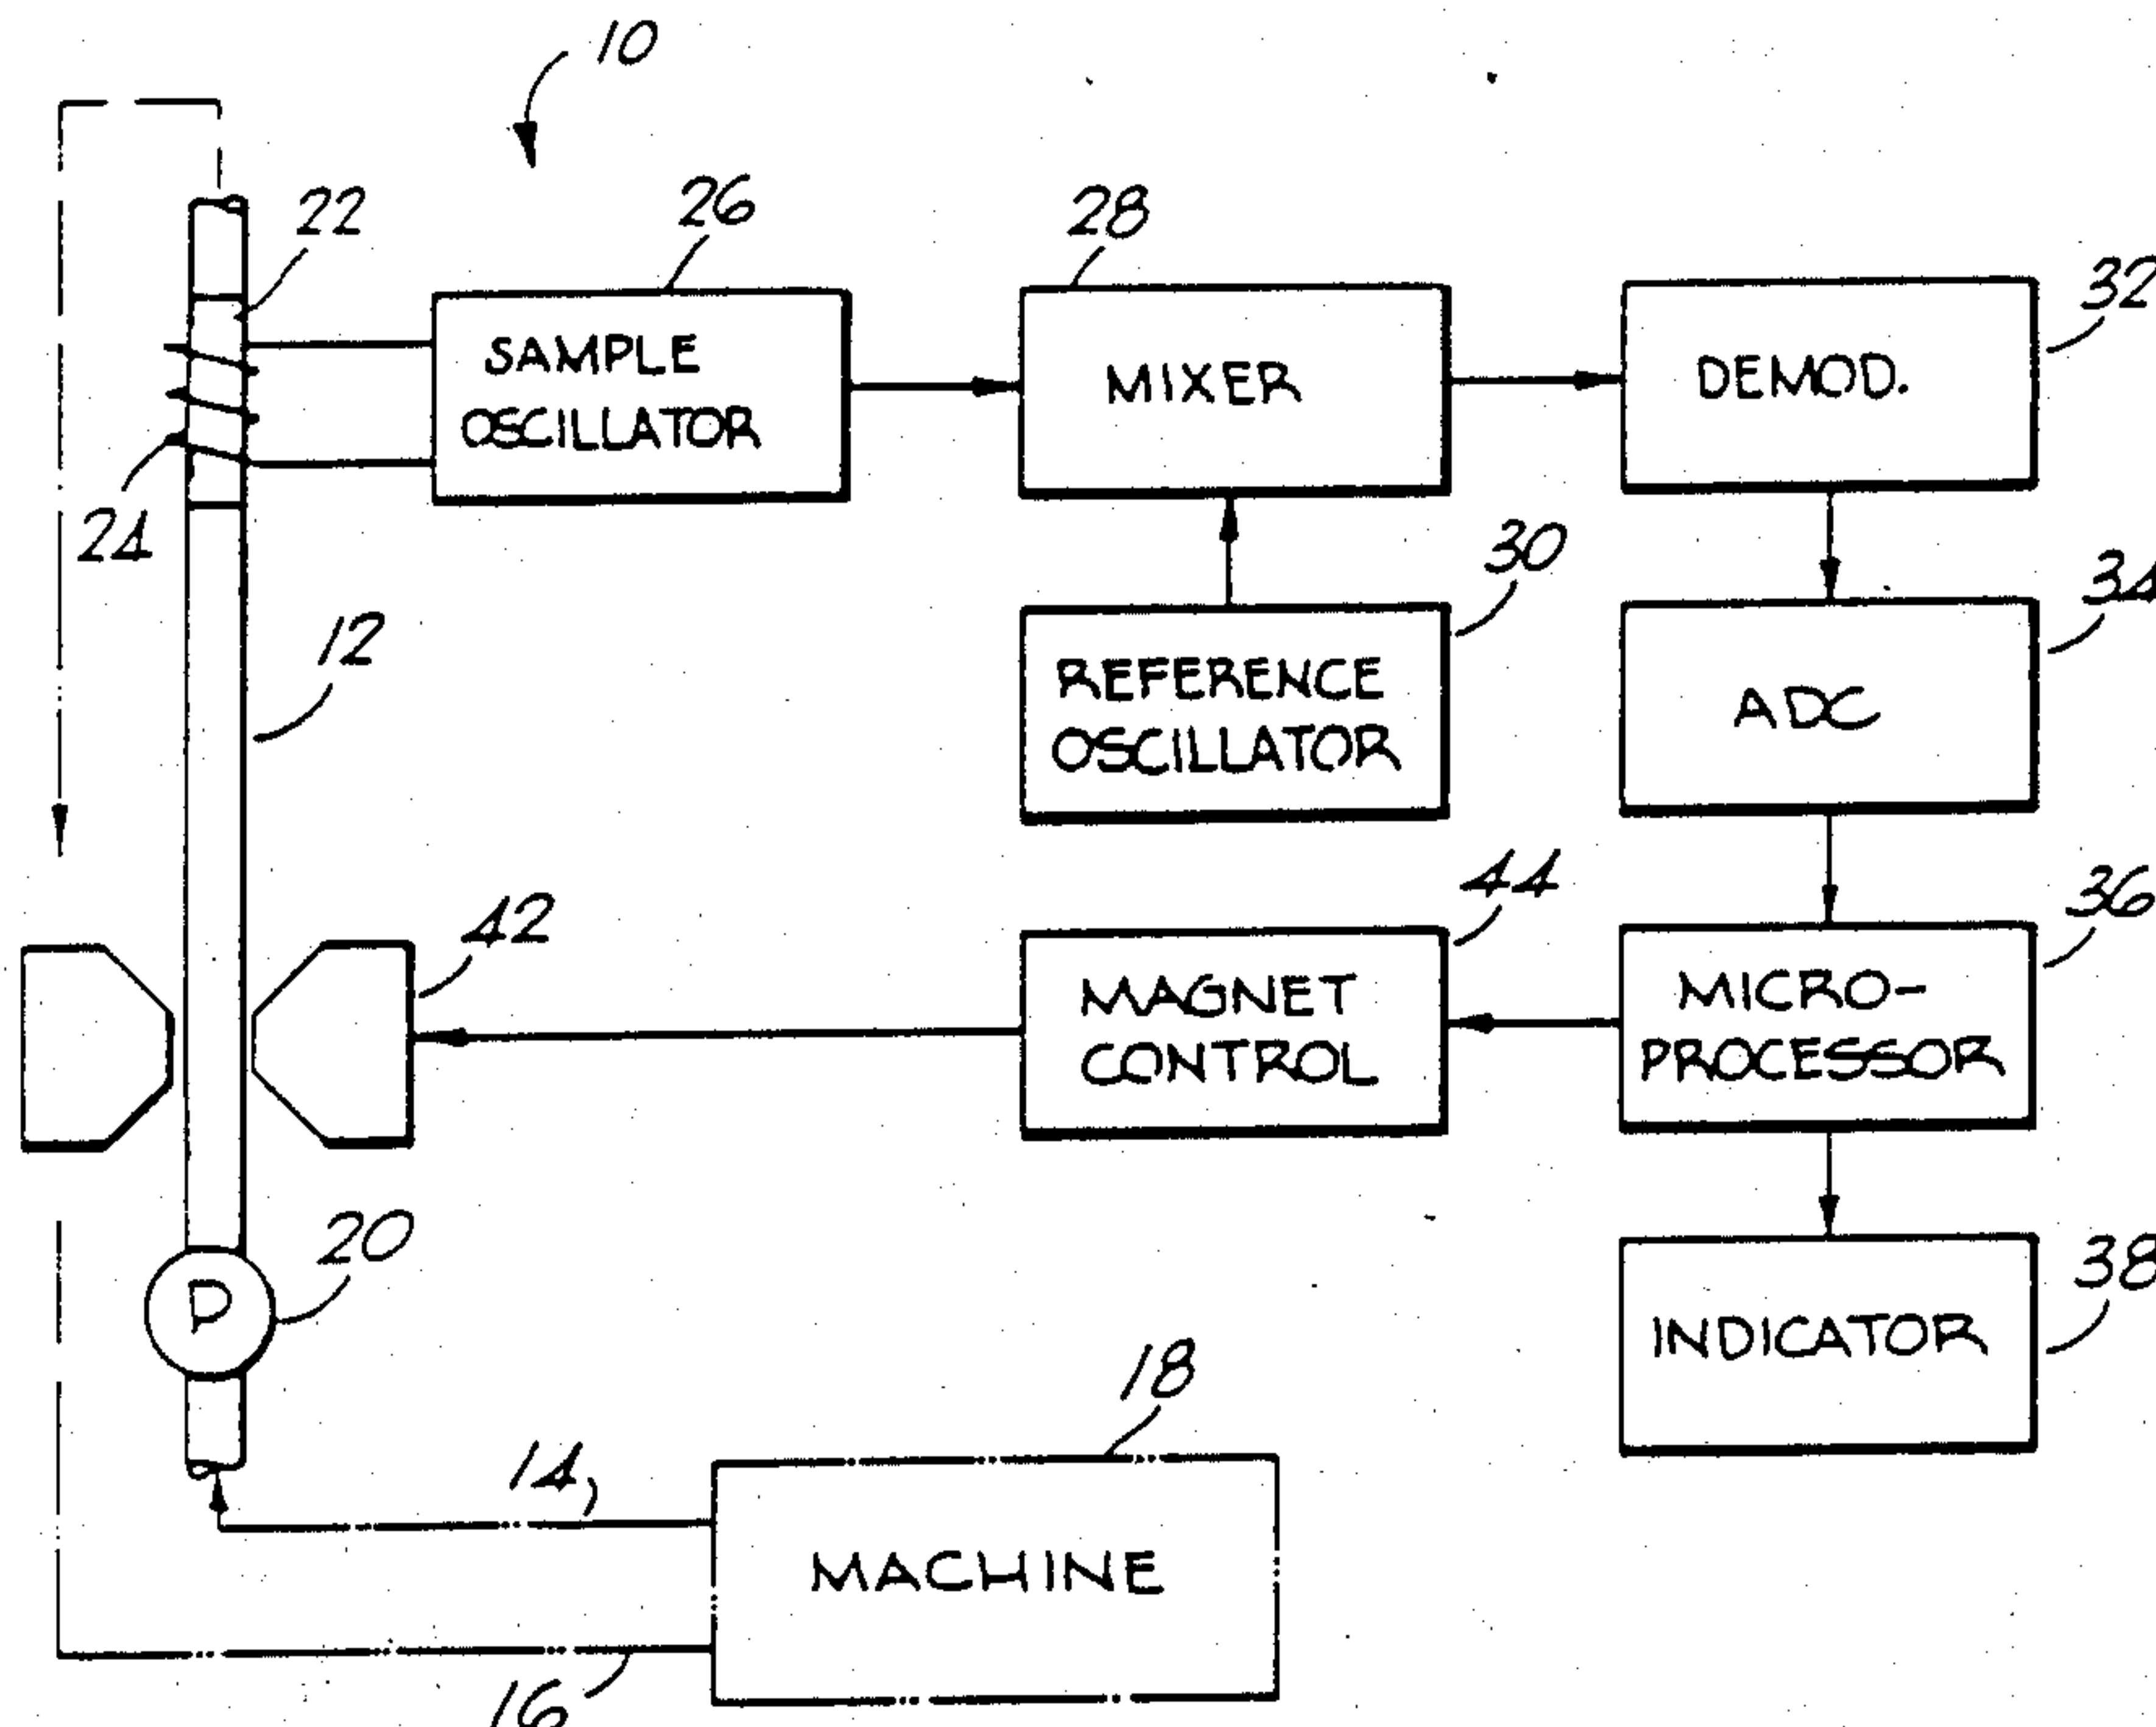 10
22
26
28
32
SAMPLE
OSCILLATOR
MIXER
DEMOD.
24
30
34
12
REFERENCE
OSCILLATOR
ADC
42
44
36
MAGNET
CONTROL
MICRO-
PROCESSOR
20
P
38
INDICATOR
18
14
MACHINE
16